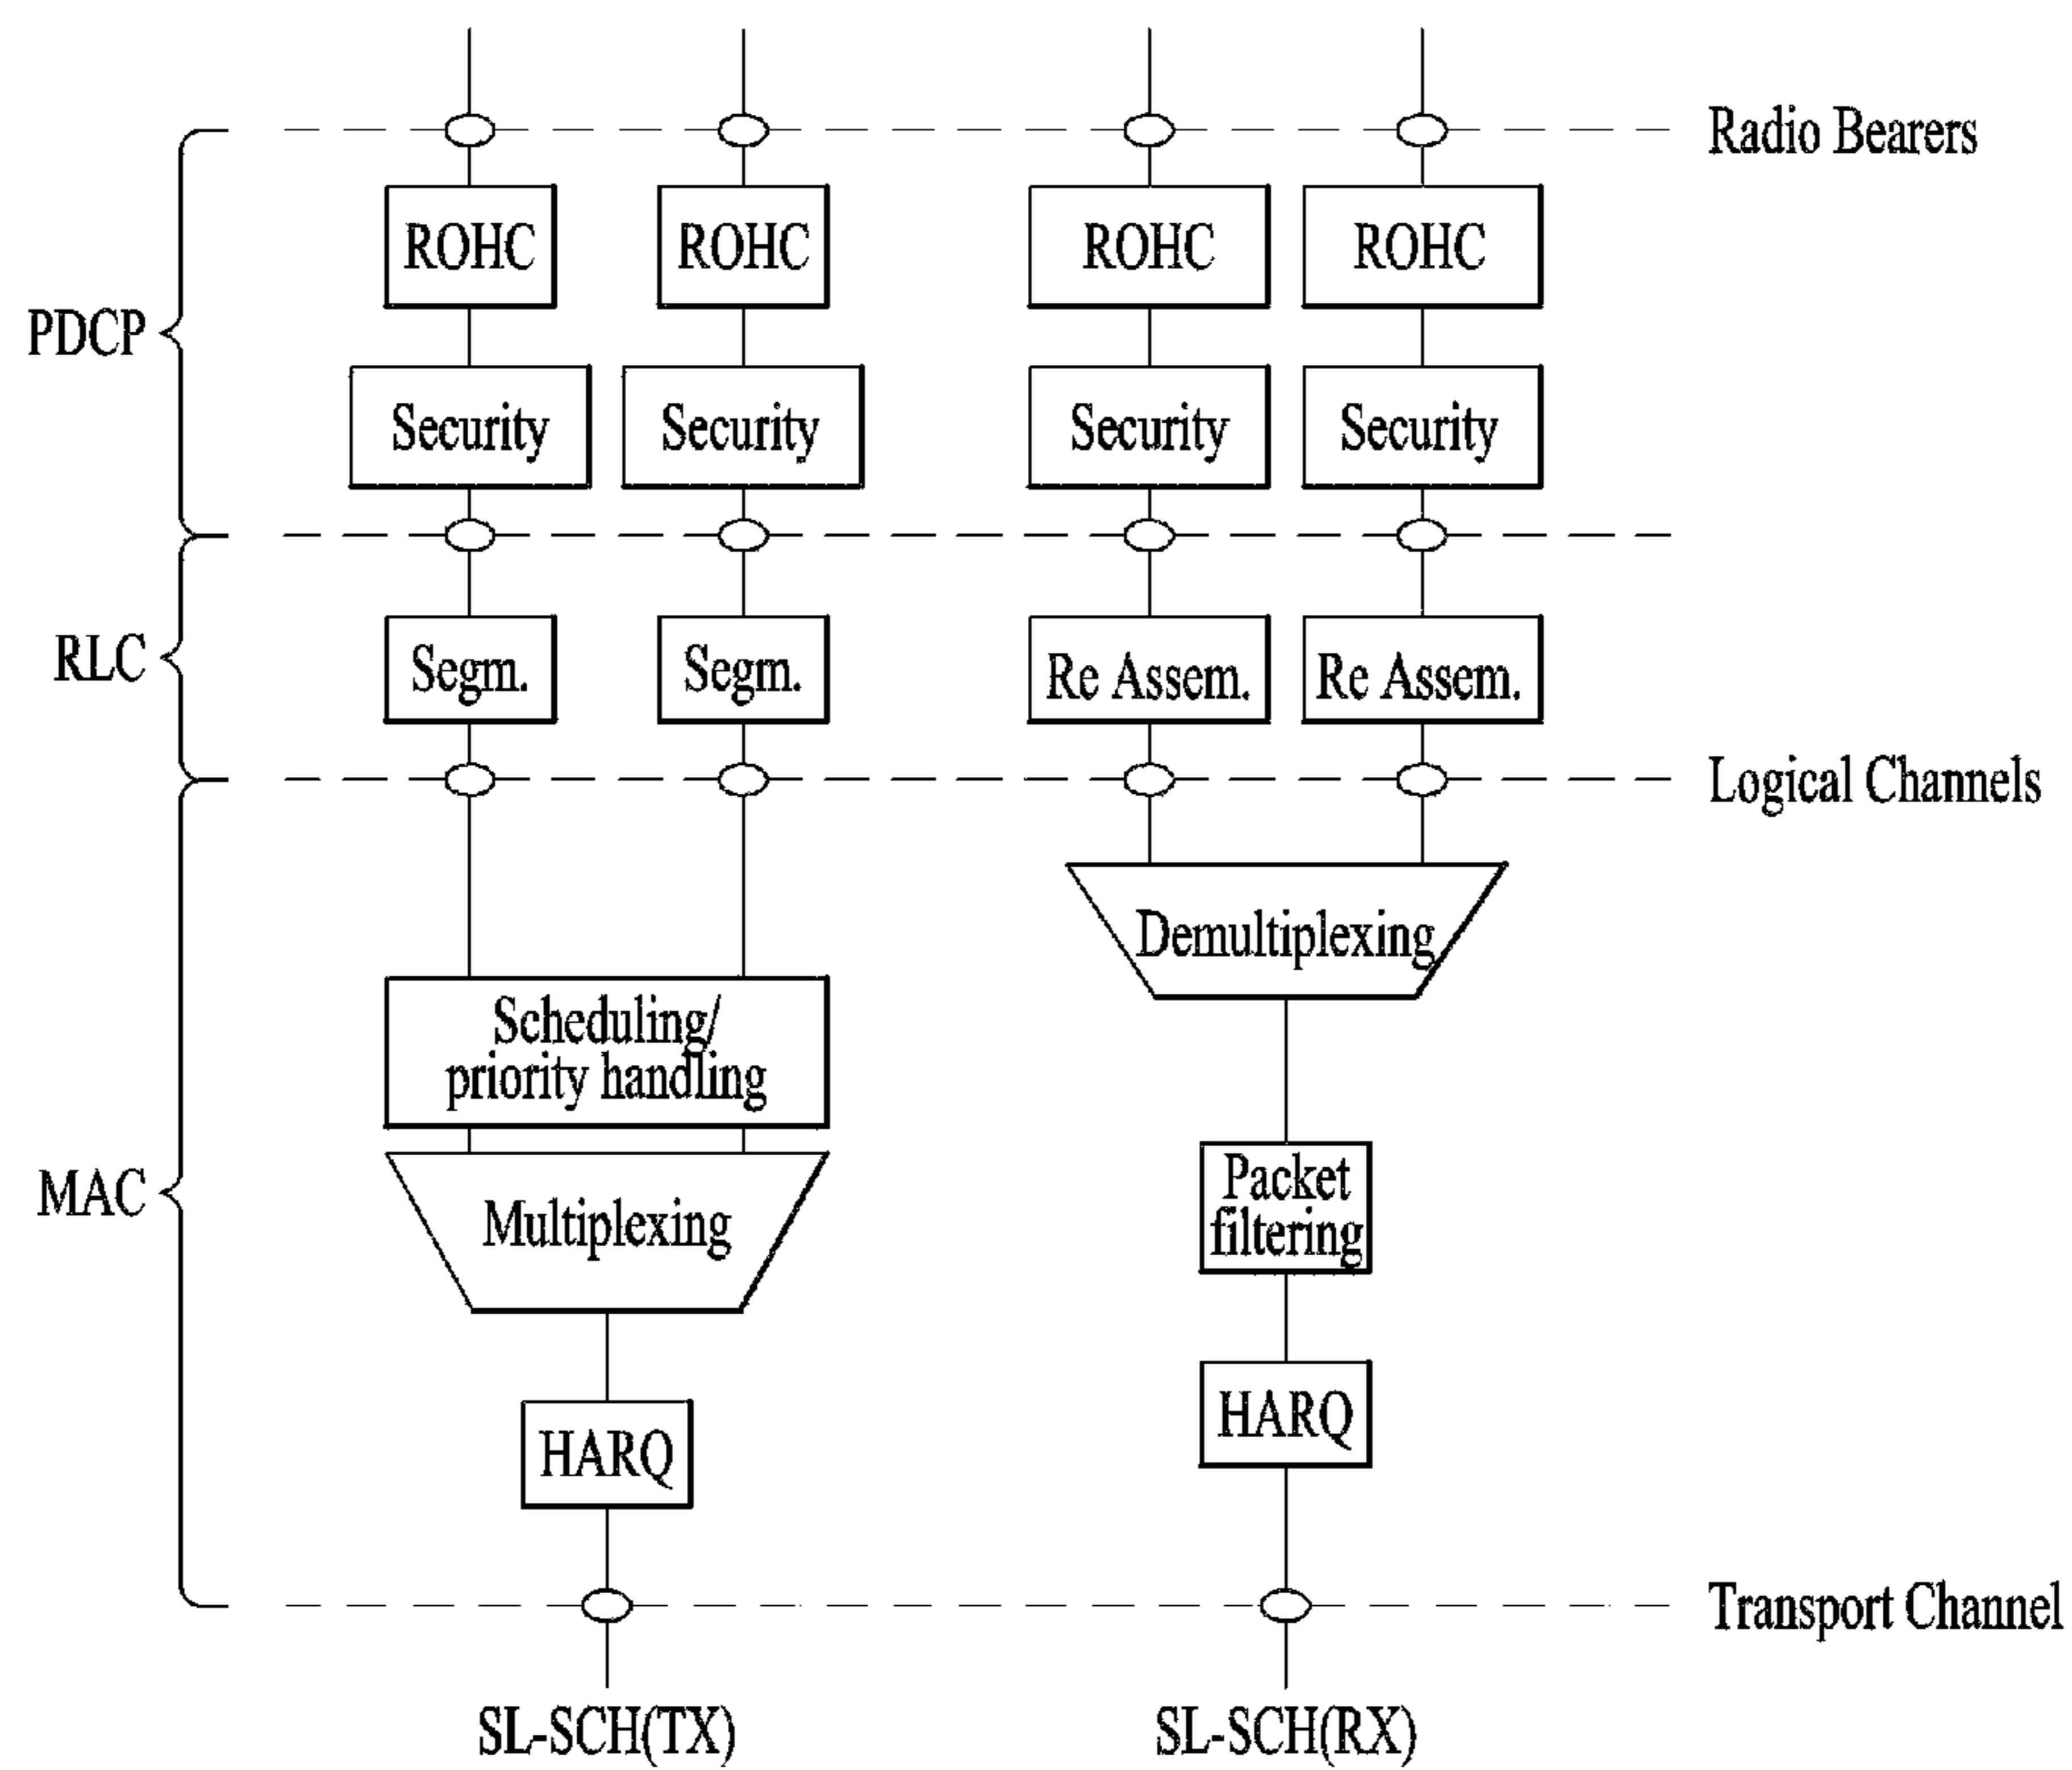 Radio Bearers
ROHC
ROHC
ROHC
ROHC
PDCP
Security
Security
Security
Security
RLC
Segm.
Segm.
Re Assem.
Re Assem.
Logical Channels
Demultiplexing
Scheduling/
priority handling
MAC
Multiplexing
Packet
filtering
HARQ
HARQ
Transport Channel
SL-SCH(TX)
SL-SCH(RX)